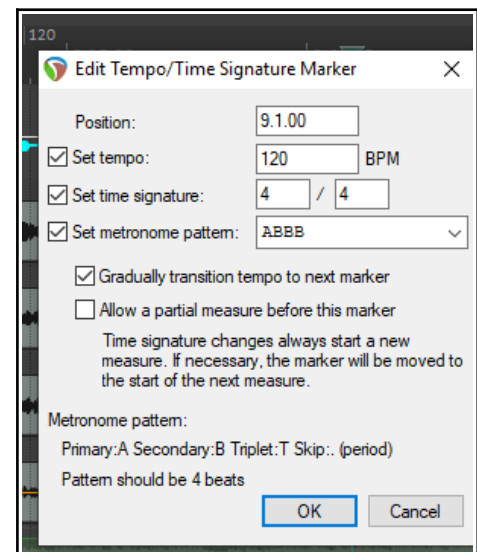 120
Edit Tempo/Time Signature Marker
Position: 9.1.00
Set tempo: 120 BPM
Set time signature: 4 / 4
Set metronome pattern: ABBB
Gradually transition tempo to next marker
Allow a partial measure before this marker
Time signature changes always start a new
measure. If necessary, the marker will be moved to
the start of the next measure.
Metronome pattern:
Primary:A Secondary:B Triplet:T Skip:. (period)
Pattern should be 4 beats
OK Cancel